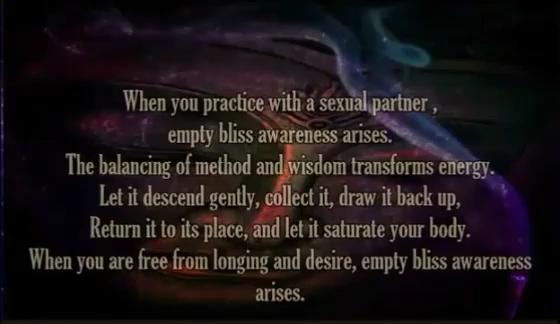 When you practice with a sexual partner ,
empty bliss awareness arises.
The balancing of method and wisdom transforms energy.
Let it descend gently, collect it, draw it back up,
Return it to its place, and let it saturate your body.
When you are free from longing and desire, empty bliss awareness
arises.